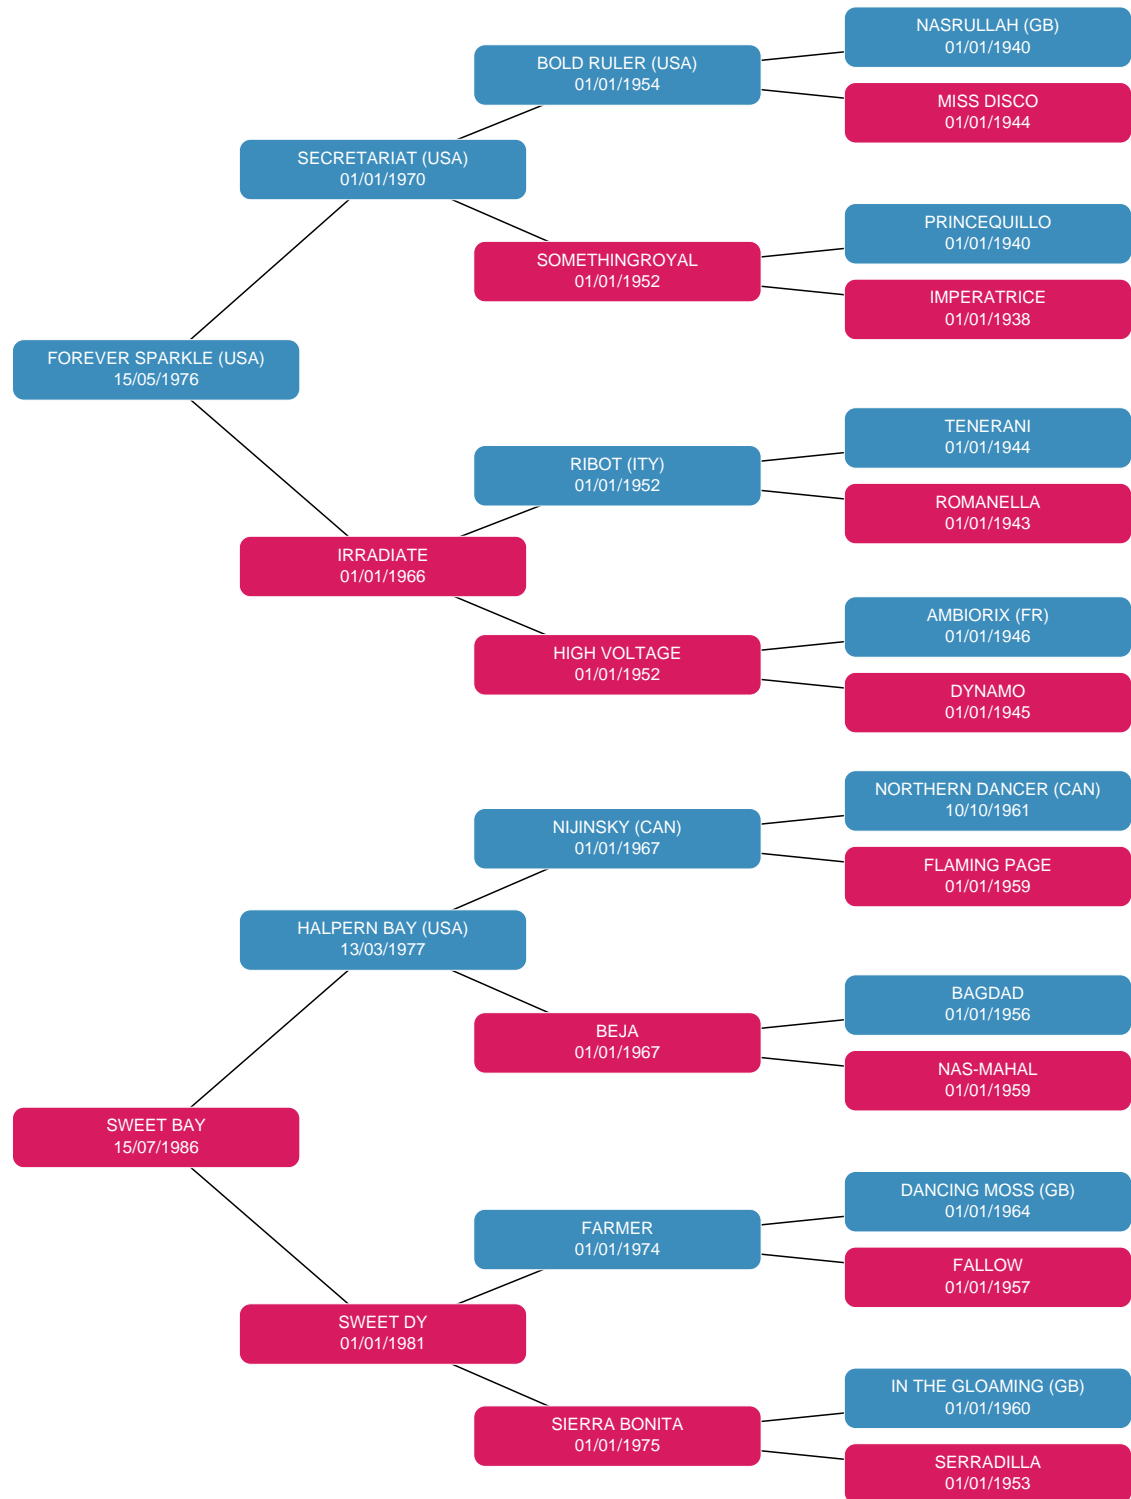 NASRULLAH (GB)
01/01/1940
BOLD RULER (USA)
01/01/1954
MISS DISCO
01/01/1944
SECRETARIAT (USA)
01/01/1970
PRINCEQUILLO
01/01/1940
SOMETHINGROYAL
01/01/1952
IMPERATRICE
01/01/1938
FOREVER SPARKLE (USA)
15/05/1976
TENERANI
01/01/1944
RIBOT (ITY)
01/01/1952
ROMANELLA
01/01/1943
IRRADIATE
01/01/1966
AMBIORIX (FR)
01/01/1946
HIGH VOLTAGE
01/01/1952
DYNAMO
01/01/1945
NORTHERN DANCER (CAN)
10/10/1961
NIJINSKY (CAN)
01/01/1967
FLAMING PAGE
01/01/1959
HALPERN BAY (USA)
13/03/1977
BAGDAD
01/01/1956
BEJA
01/01/1967
NAS-MAHAL
01/01/1959
SWEET BAY
15/07/1986
DANCING MOSS (GB)
01/01/1964
FARMER
01/01/1974
FALLOW
01/01/1957
SWEET DY
01/01/1981
IN THE GLOAMING (GB)
01/01/1960
SIERRA BONITA
01/01/1975
SERRADILLA
01/01/1953